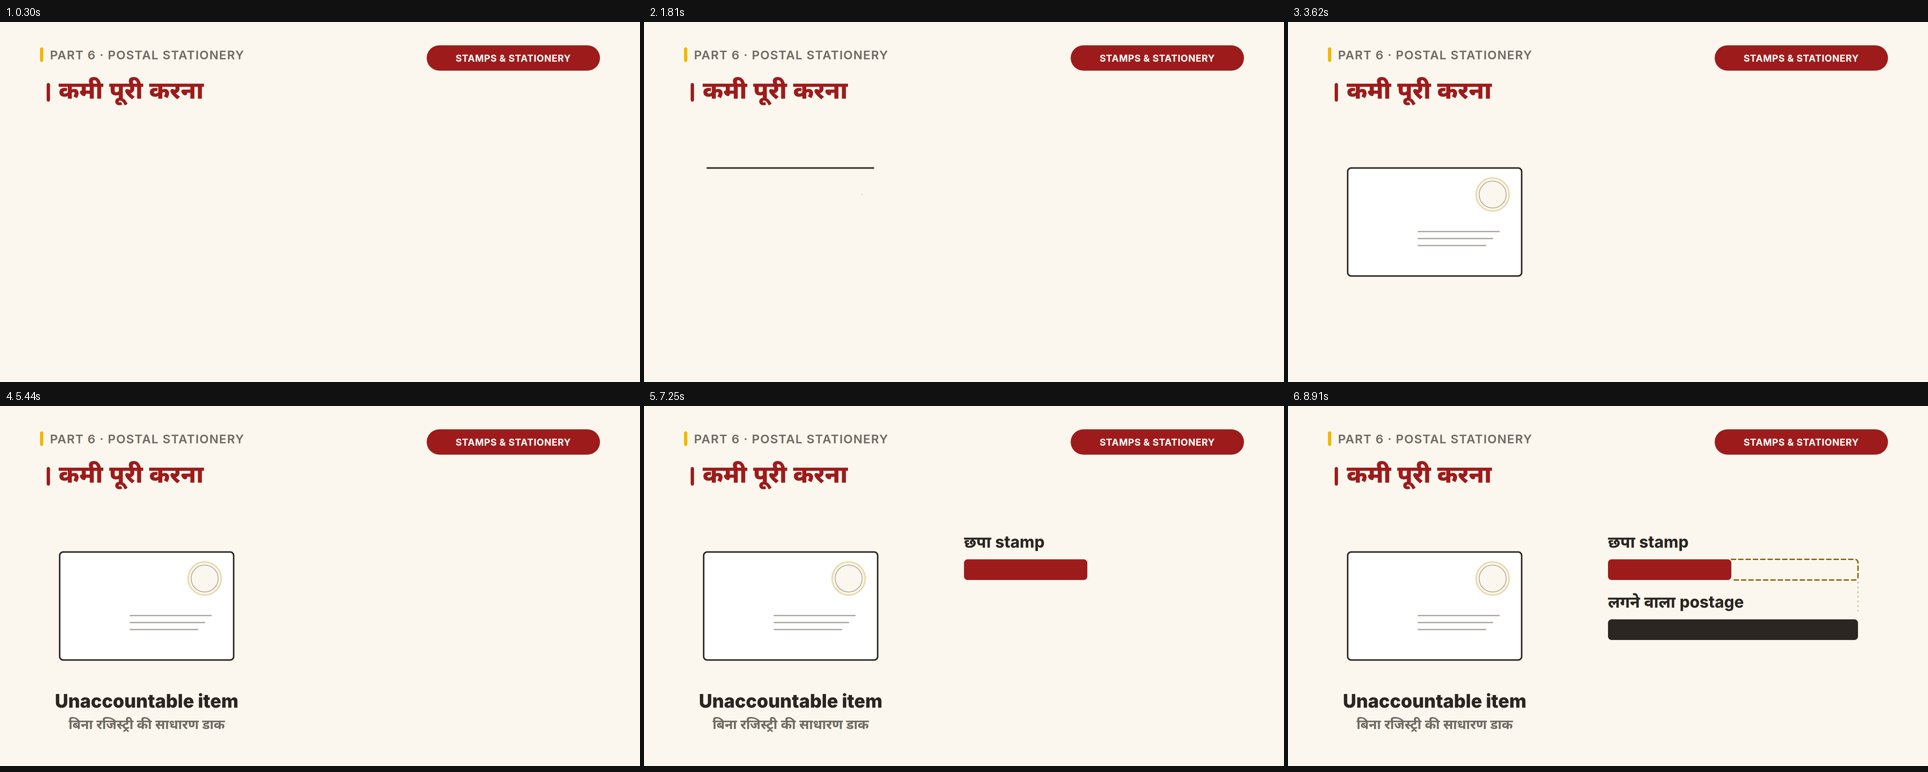 1. 0.30s
PART 6 · POSTAL STATIONERY
STAMPS & STATIONERY
कमी पूरी करना
2. 1.81s
PART 6 · POSTAL STATIONERY
STAMPS & STATIONERY
कमी पूरी करना
3. 3.62s
PART 6 · POSTAL STATIONERY
STAMPS & STATIONERY
कमी पूरी करना
4. 5.44s
PART 6 · POSTAL STATIONERY
STAMPS & STATIONERY
कमी पूरी करना
Unaccountable item
बिना रजिस्ट्री की साधारण डाक
5. 7.25s
PART 6 · POSTAL STATIONERY
STAMPS & STATIONERY
कमी पूरी करना
छपा stamp
Unaccountable item
बिना रजिस्ट्री की साधारण डाक
6. 8.91s
PART 6 · POSTAL STATIONERY
STAMPS & STATIONERY
कमी पूरी करना
छपा stamp
लगने वाला postage
Unaccountable item
बिना रजिस्ट्री की साधारण डाक